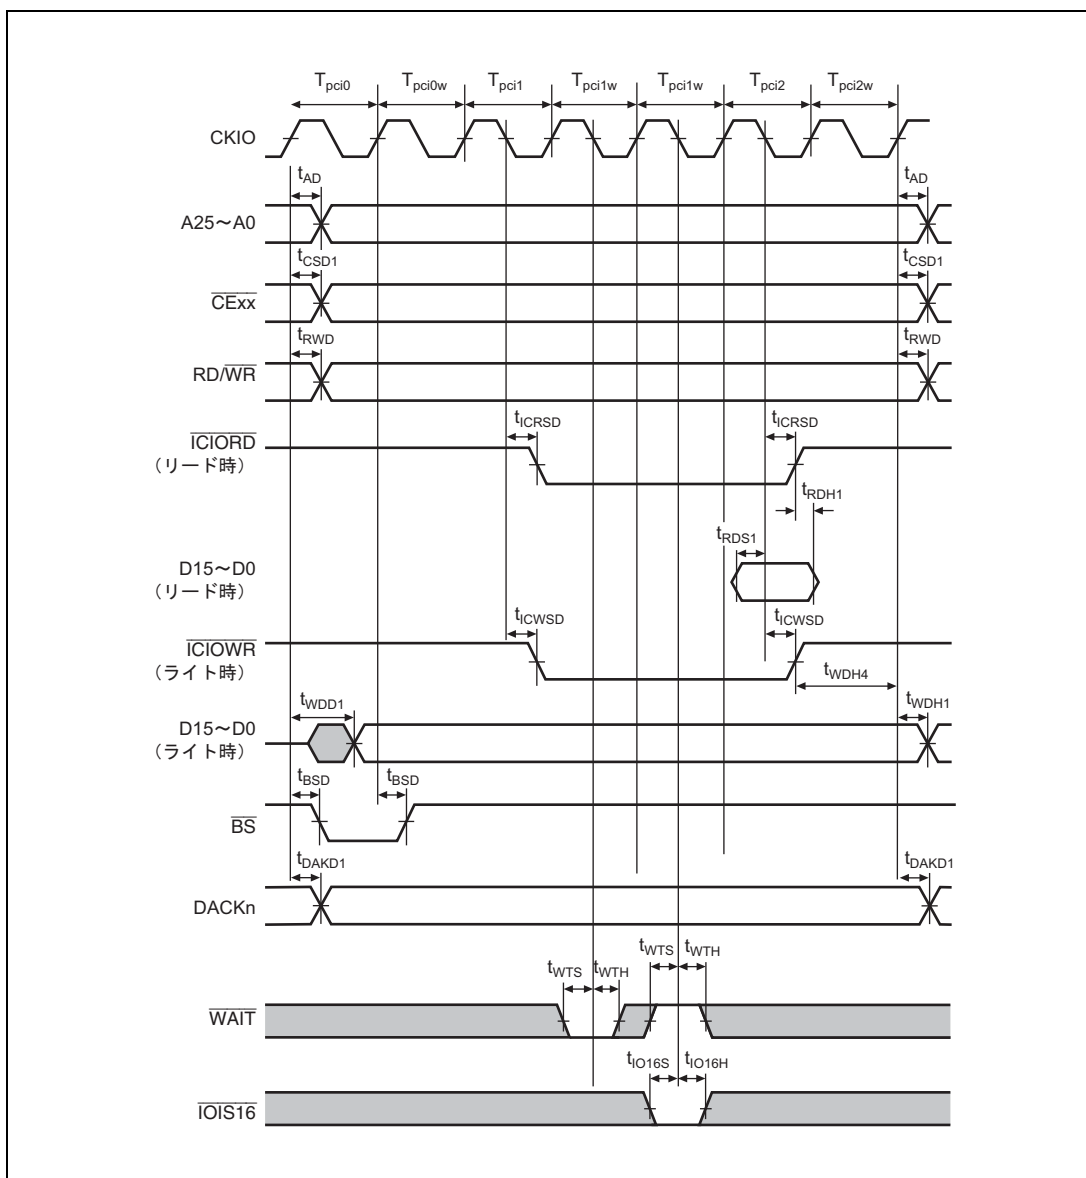 Tpci0 Tpci0w Tpci1 Tpci1w Tpci1w Tpci2 Tpci2w
CKIO
tAD tAD
A25～A0
tCSD1 tCSD1
CExx
tRWD tRWD
RD/WR
tICRSD tICRSD
ICIORD
（リード時）
tRDH1
tRDS1
D15～D0
（リード時）
tICWSD tICWSD
ICIOWR
（ライト時）
tWDH4
tWDD1 tWDH1
D15～D0
（ライト時）
tBSD tBSD
BS
tDAKD1 tDAKD1
DACKn
tWTS tWTH tWTS tWTH
WAIT
tIO16S tIO16H
IOIS16